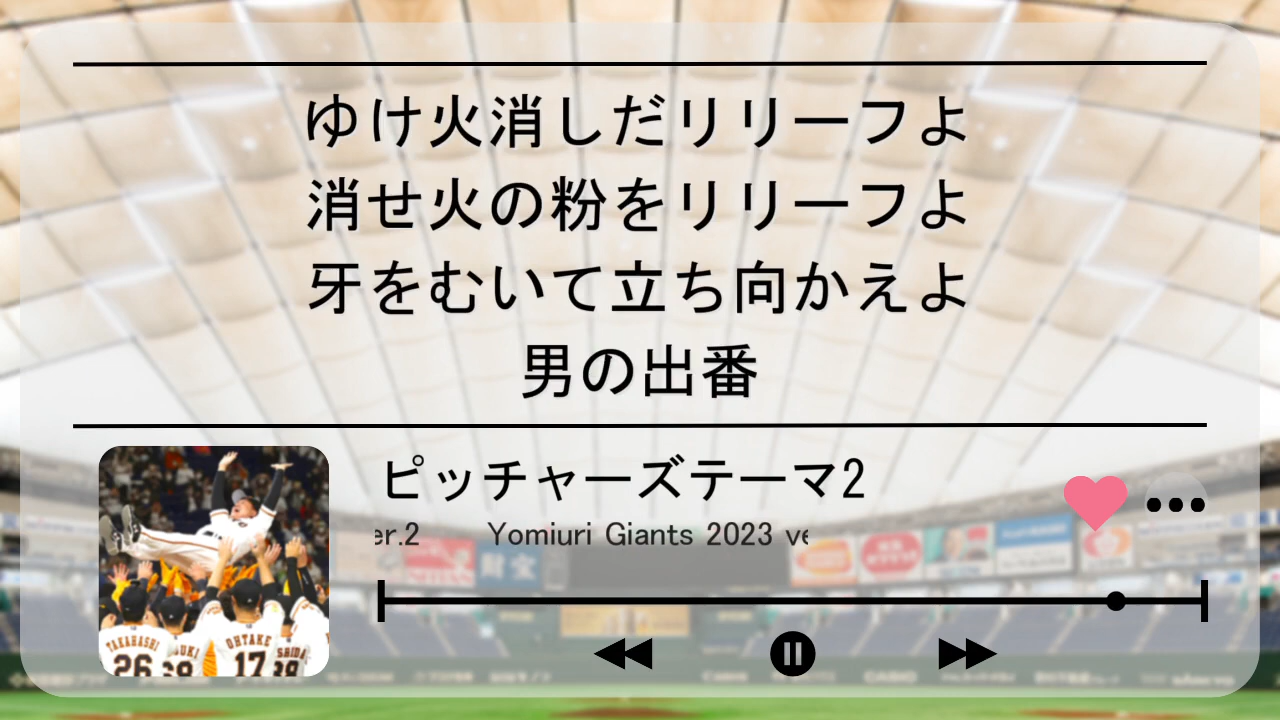 ゆけ火消しだリリーフよ
消せ火の粉をリリーフよ
牙をむいて立ち向かえよ
男の出番
ピッチャーズテーマ2
er.2 Yomiuri Giants 2023 ve
TAKAHASHI
OHTAKE
26
17
38
財宝